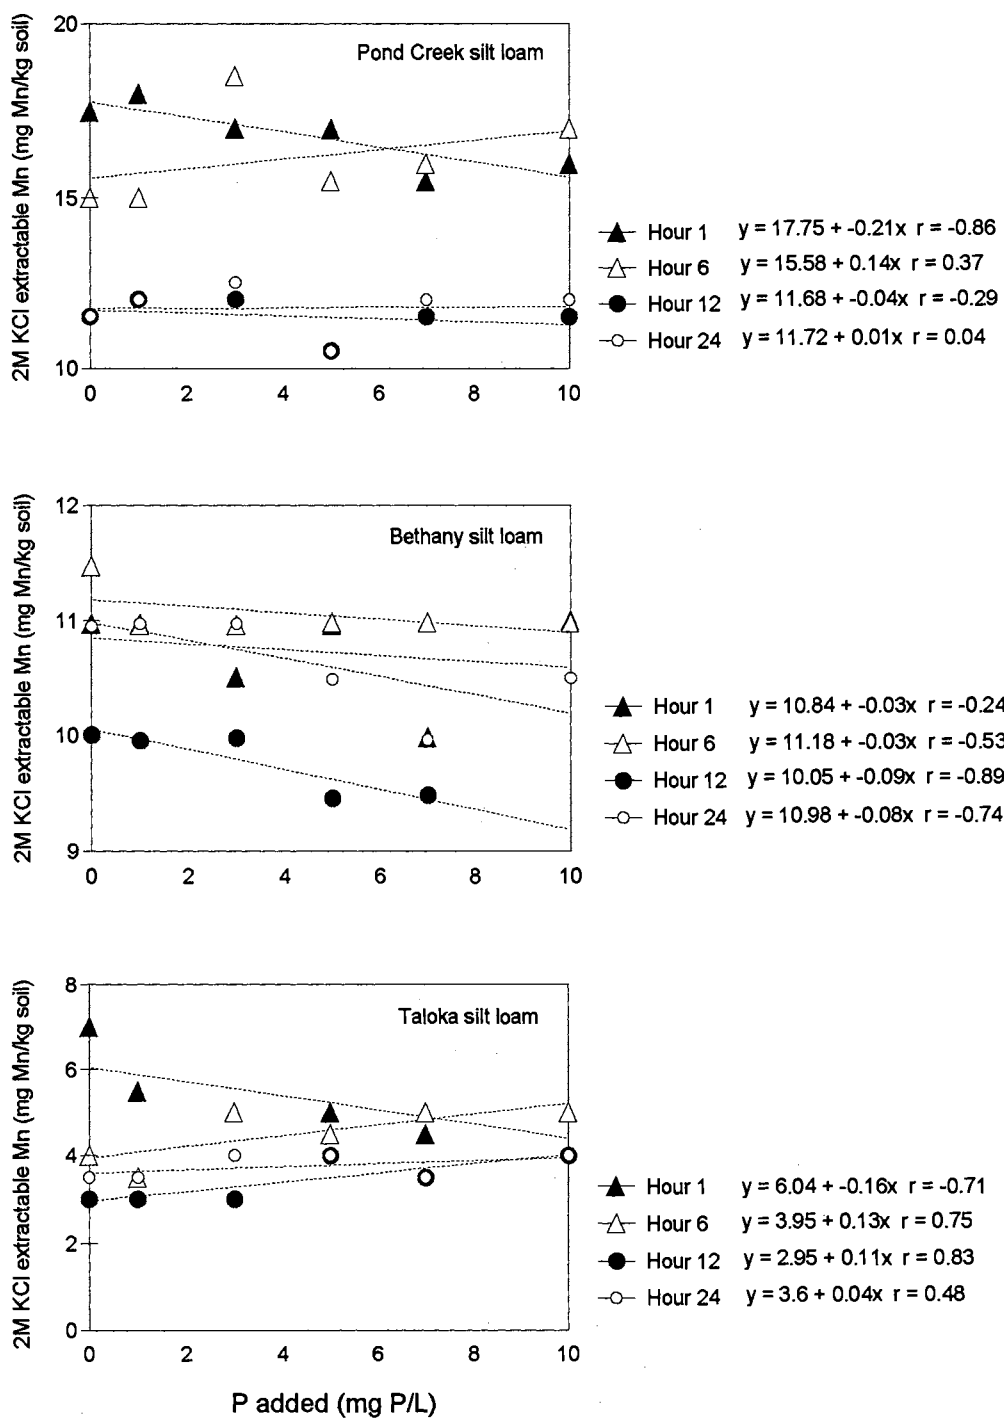 2M KCl extractable Mn (mg Mn/kg soil)
20
15
10
Pond Creek silt loam
0 2 4 6 8 10
Hour 1 y = 17.75 + -0.21x r = -0.86
Hour 6 y = 15.58 + 0.14x r = 0.37
Hour 12 y = 11.68 + -0.04x r = -0.29
Hour 24 y = 11.72 + 0.01x r = 0.04
2M KCl extractable Mn (mg Mn/kg soil)
12
11
10
9
Bethany silt loam
0 2 4 6 8 10
Hour 1 y = 10.84 + -0.03x r = -0.24
Hour 6 y = 11.18 + -0.03x r = -0.53
Hour 12 y = 10.05 + -0.09x r = -0.89
Hour 24 y = 10.98 + -0.08x r = -0.74
2M KCl extractable Mn (mg Mn/kg soil)
8
6
4
2
0
Taloka silt loam
0 2 4 6 8 10
Hour 1 y = 6.04 + -0.16x r = -0.71
Hour 6 y = 3.95 + 0.13x r = 0.75
Hour 12 y = 2.95 + 0.11x r = 0.83
Hour 24 y = 3.6 + 0.04x r = 0.48
P added (mg P/L)